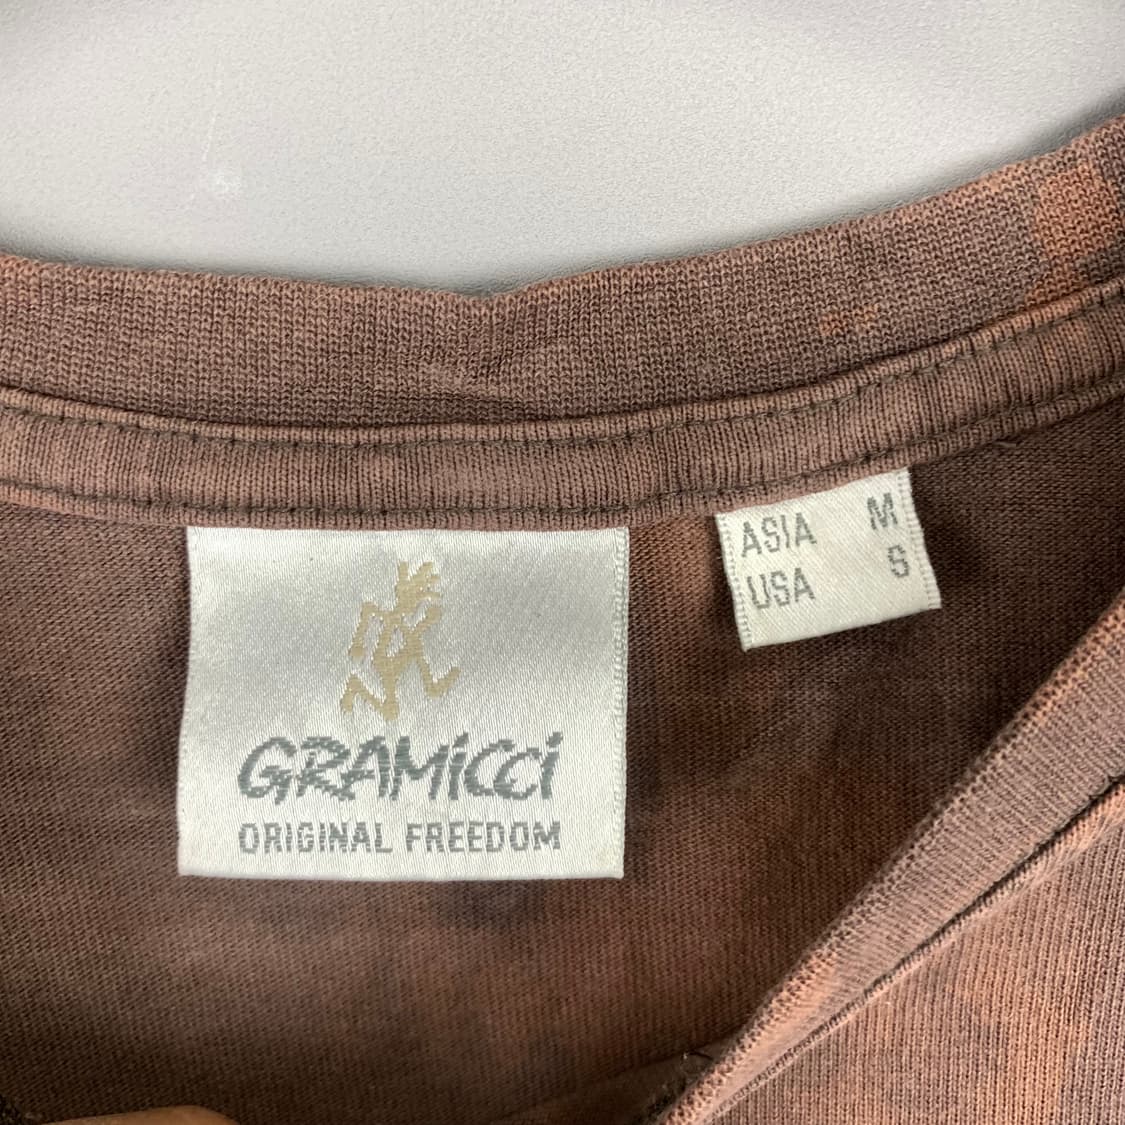 GRAMiCCi
ORIGINAL FREEDOM
ASIA M
USA S